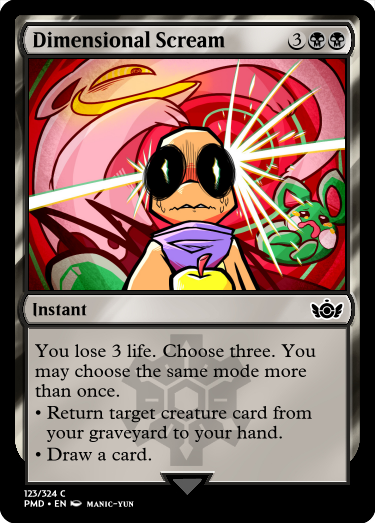 Dimensional Scream 3
Instant
You lose 3 life. Choose three. You
may choose the same mode more
than once.
• Return target creature card from
your graveyard to your hand.
• Draw a card.
123/324 C
PMD • EN MANIC-YUN